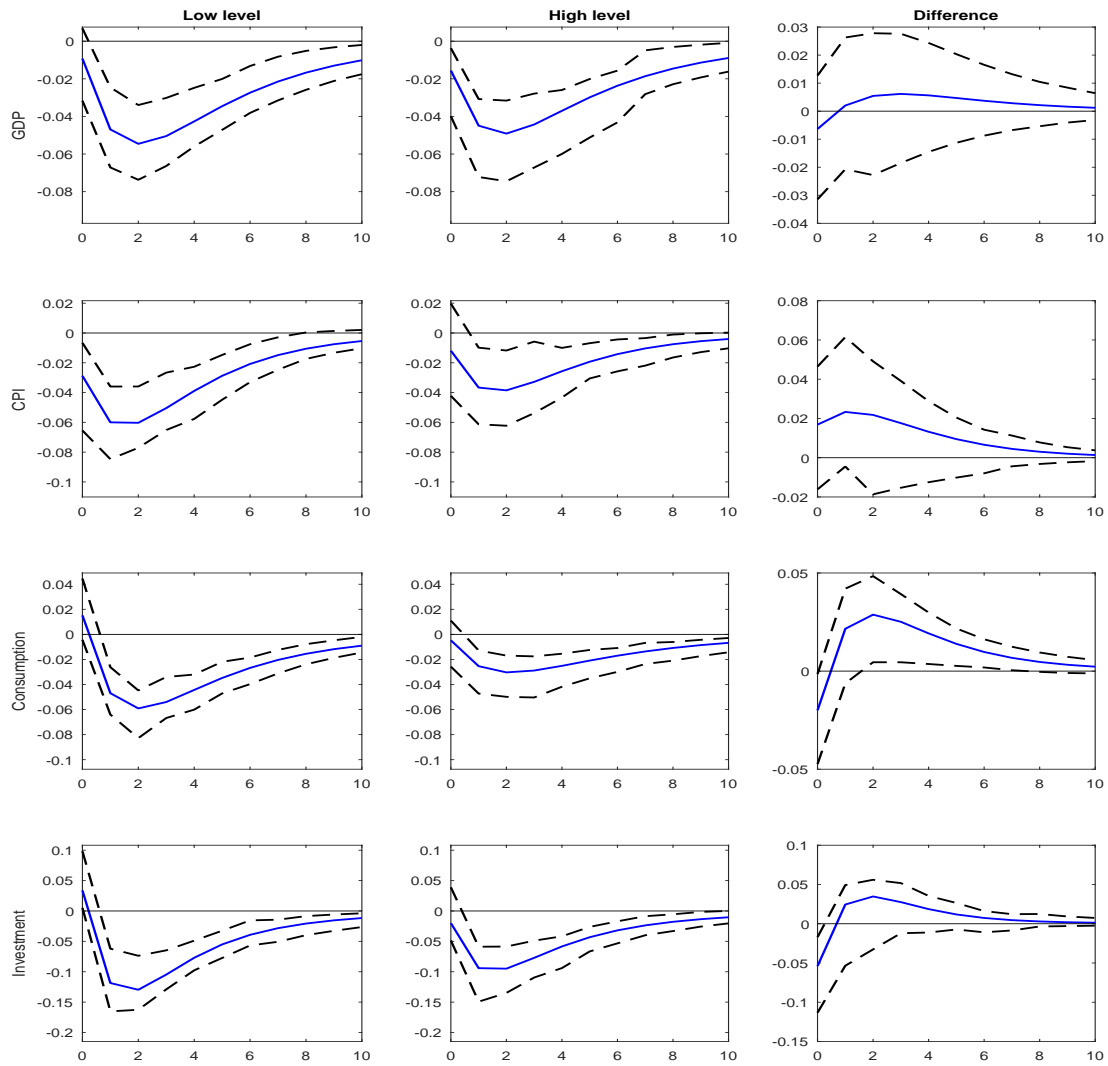 Low level High level Difference
GDP
0 -0.02 -0.04 -0.06 -0.08
0 2 4 6 8 10
0 -0.02 -0.04 -0.06 -0.08
0 2 4 6 8 10
0.03 0.02 0.01 0 -0.01 -0.02 -0.03 -0.04
0 2 4 6 8 10
CPI
0.02 0 -0.02 -0.04 -0.06 -0.08 -0.1
0 2 4 6 8 10
0.02 0 -0.02 -0.04 -0.06 -0.08 -0.1
0 2 4 6 8 10
0.08 0.06 0.04 0.02 0 -0.02
0 2 4 6 8 10
Consumption
0.04 0.02 0 -0.02 -0.04 -0.06 -0.08 -0.1
0 2 4 6 8 10
0.04 0.02 0 -0.02 -0.04 -0.06 -0.08 -0.1
0 2 4 6 8 10
0.05 0 -0.05
0 2 4 6 8 10
Investment
0.1 0.05 0 -0.05 -0.1 -0.15 -0.2
0 2 4 6 8 10
0.1 0.05 0 -0.05 -0.1 -0.15 -0.2
0 2 4 6 8 10
0.1 0.05 0 -0.05 -0.1 -0.15
0 2 4 6 8 10